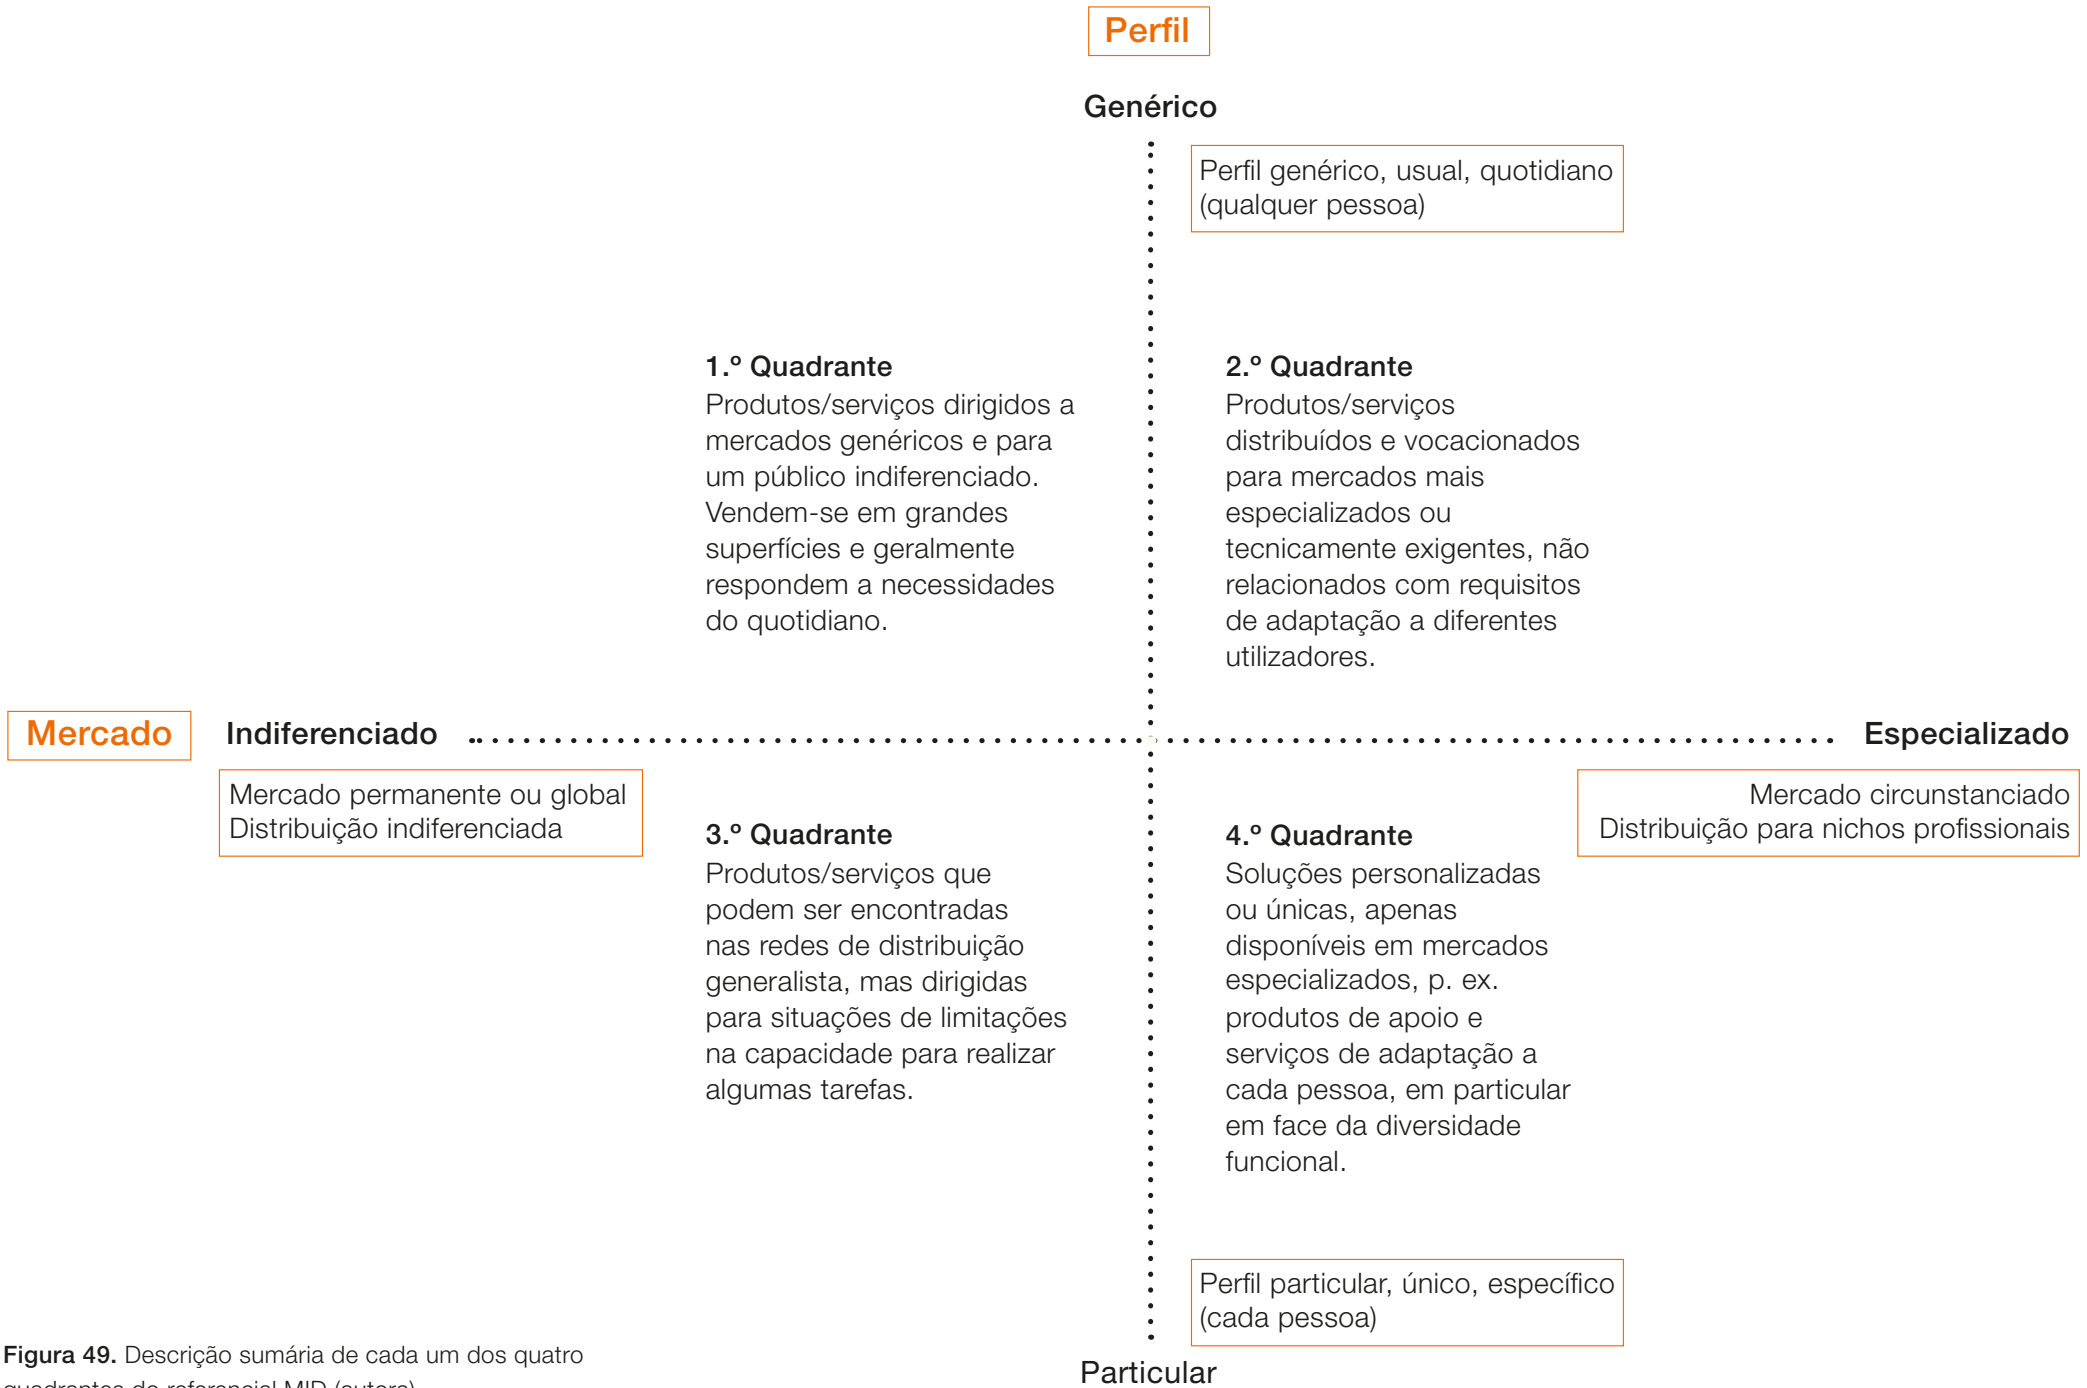 Perfil
Genérico
Perfil genérico, usual, quotidiano
(qualquer pessoa)
1.º Quadrante
Produtos/serviços dirigidos a
mercados genéricos e para
um público indiferenciado.
Vendem-se em grandes
superfícies e geralmente
respondem a necessidades
do quotidiano.
2.º Quadrante
Produtos/serviços
distribuídos e vocacionados
para mercados mais
especializados ou
tecnicamente exigentes, não
relacionados com requisitos
de adaptação a diferentes
utilizadores.
Mercado
Indiferenciado
Especializado
Mercado permanente ou global
Distribuição indiferenciada
Mercado circunstanciado
Distribuição para nichos profissionais
3.º Quadrante
Produtos/serviços que
podem ser encontradas
nas redes de distribuição
generalista, mas dirigidas
para situações de limitações
na capacidade para realizar
algumas tarefas.
4.º Quadrante
Soluções personalizadas
ou únicas, apenas
disponíveis em mercados
especializados, p. ex.
produtos de apoio e
serviços de adaptação a
cada pessoa, em particular
em face da diversidade
funcional.
Perfil particular, único, específico
(cada pessoa)
Particular
Figura 49. Descrição sumária de cada um dos quatro
quadrantes do referencial MID (autora)